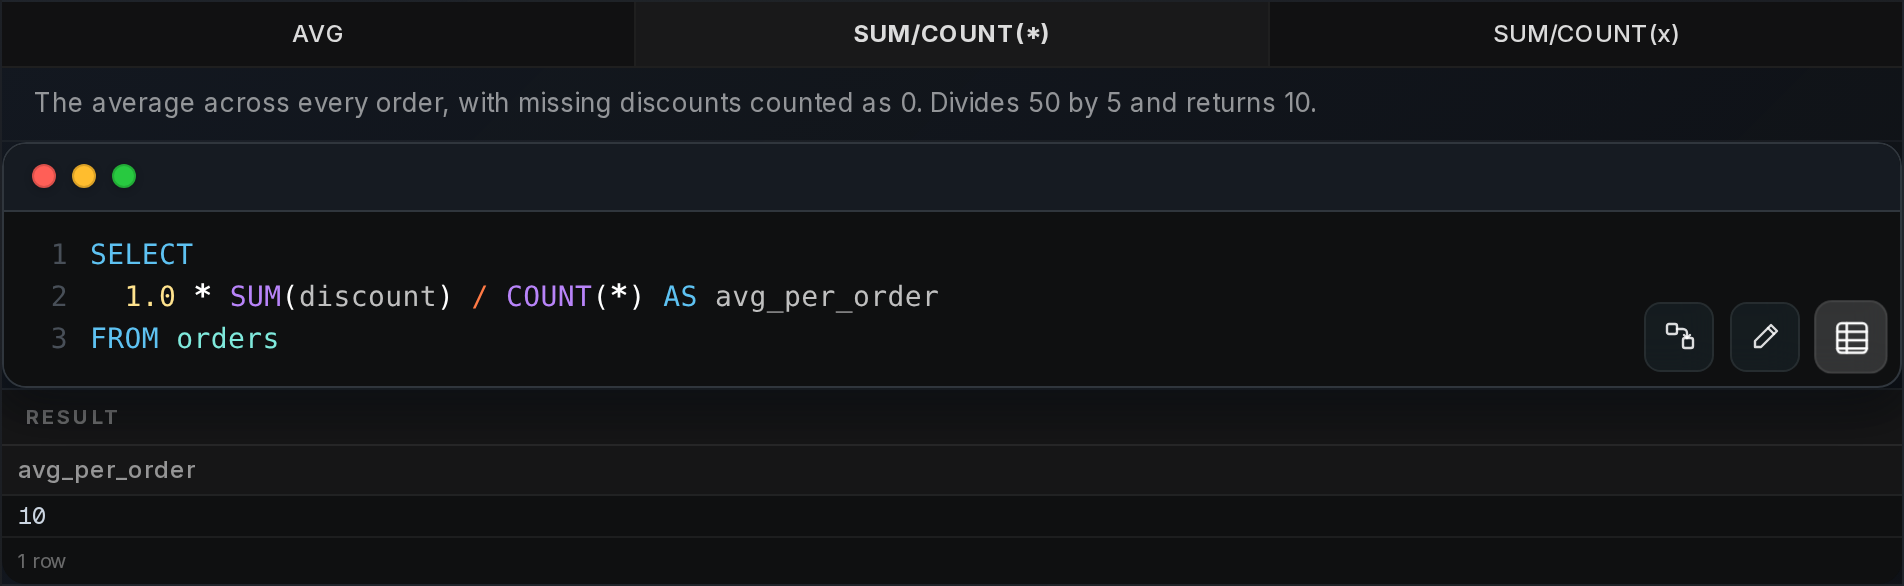 AVG
SUM/COUNT(*)
SUM/COUNT(x)
The average across every order, with missing discounts counted as 0. Divides 50 by 5 and returns 10.
1 SELECT
2   1.0 * SUM(discount) / COUNT(*) AS avg_per_order
3 FROM orders
RESULT
avg_per_order
10
1 row